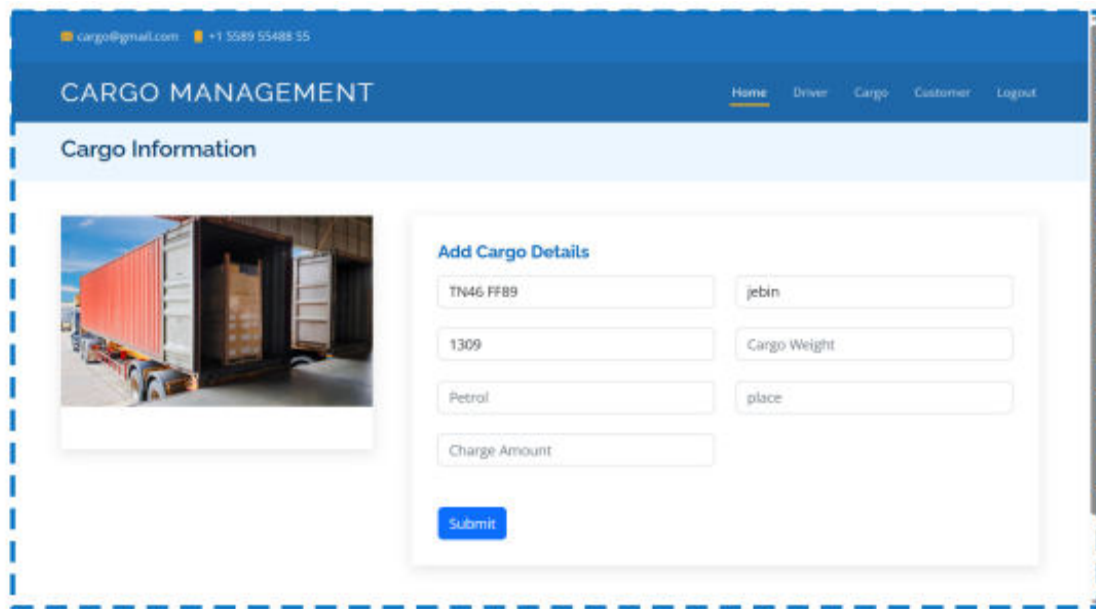 cargo@gmail.com +1 5589 55488 55
CARGO MANAGEMENT
Home Driver Cargo Customer Logout
Cargo Information
Add Cargo Details
TN46 FF89 jebin
1309 Cargo Weight
Petrol place
Charge Amount
Submit